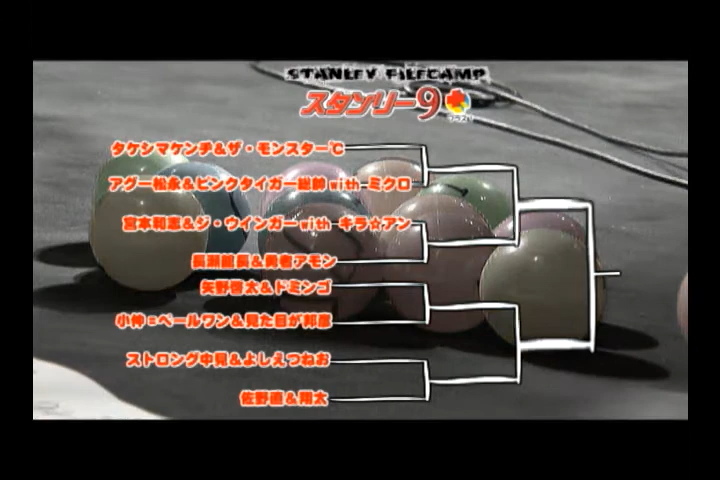 STANLEY FILECAMP
スタンリー9
プラス1
タケシマケンヂ&ザ・モンスター℃
アグー松永&ピンクタイガー総帥 with ミクロ
宮本和志&ジ・ウインガー with キラ☆アン
長瀬館長&勇者アモン
矢野啓太&ドミンゴ
小仲=ペールワン&見た目が邦彦
ストロング中見&よしえつねお
佐野直&翔太